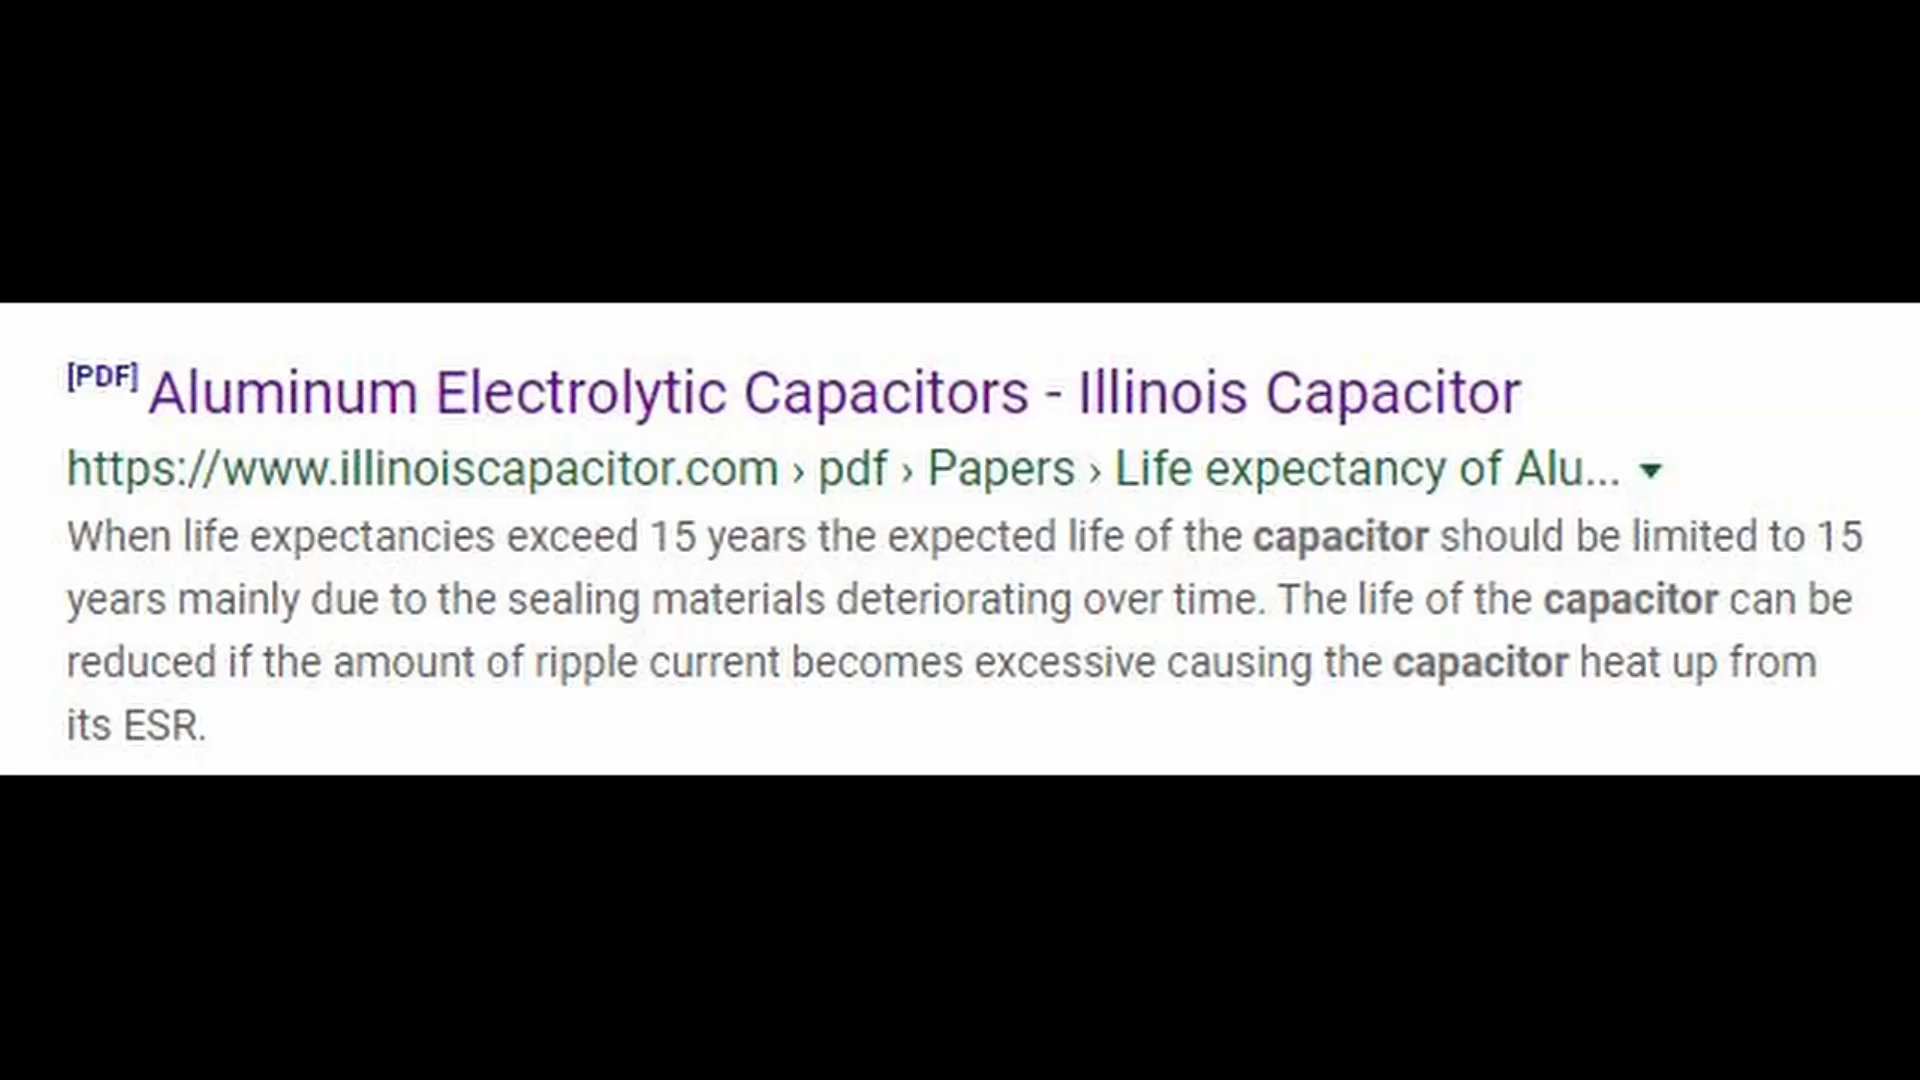 [PDF] Aluminum Electrolytic Capacitors - Illinois Capacitor
https://www.illinoiscapacitor.com › pdf › Papers › Life expectancy of Alu... ▼
When life expectancies exceed 15 years the expected life of the capacitor should be limited to 15
years mainly due to the sealing materials deteriorating over time. The life of the capacitor can be
reduced if the amount of ripple current becomes excessive causing the capacitor heat up from
its ESR.